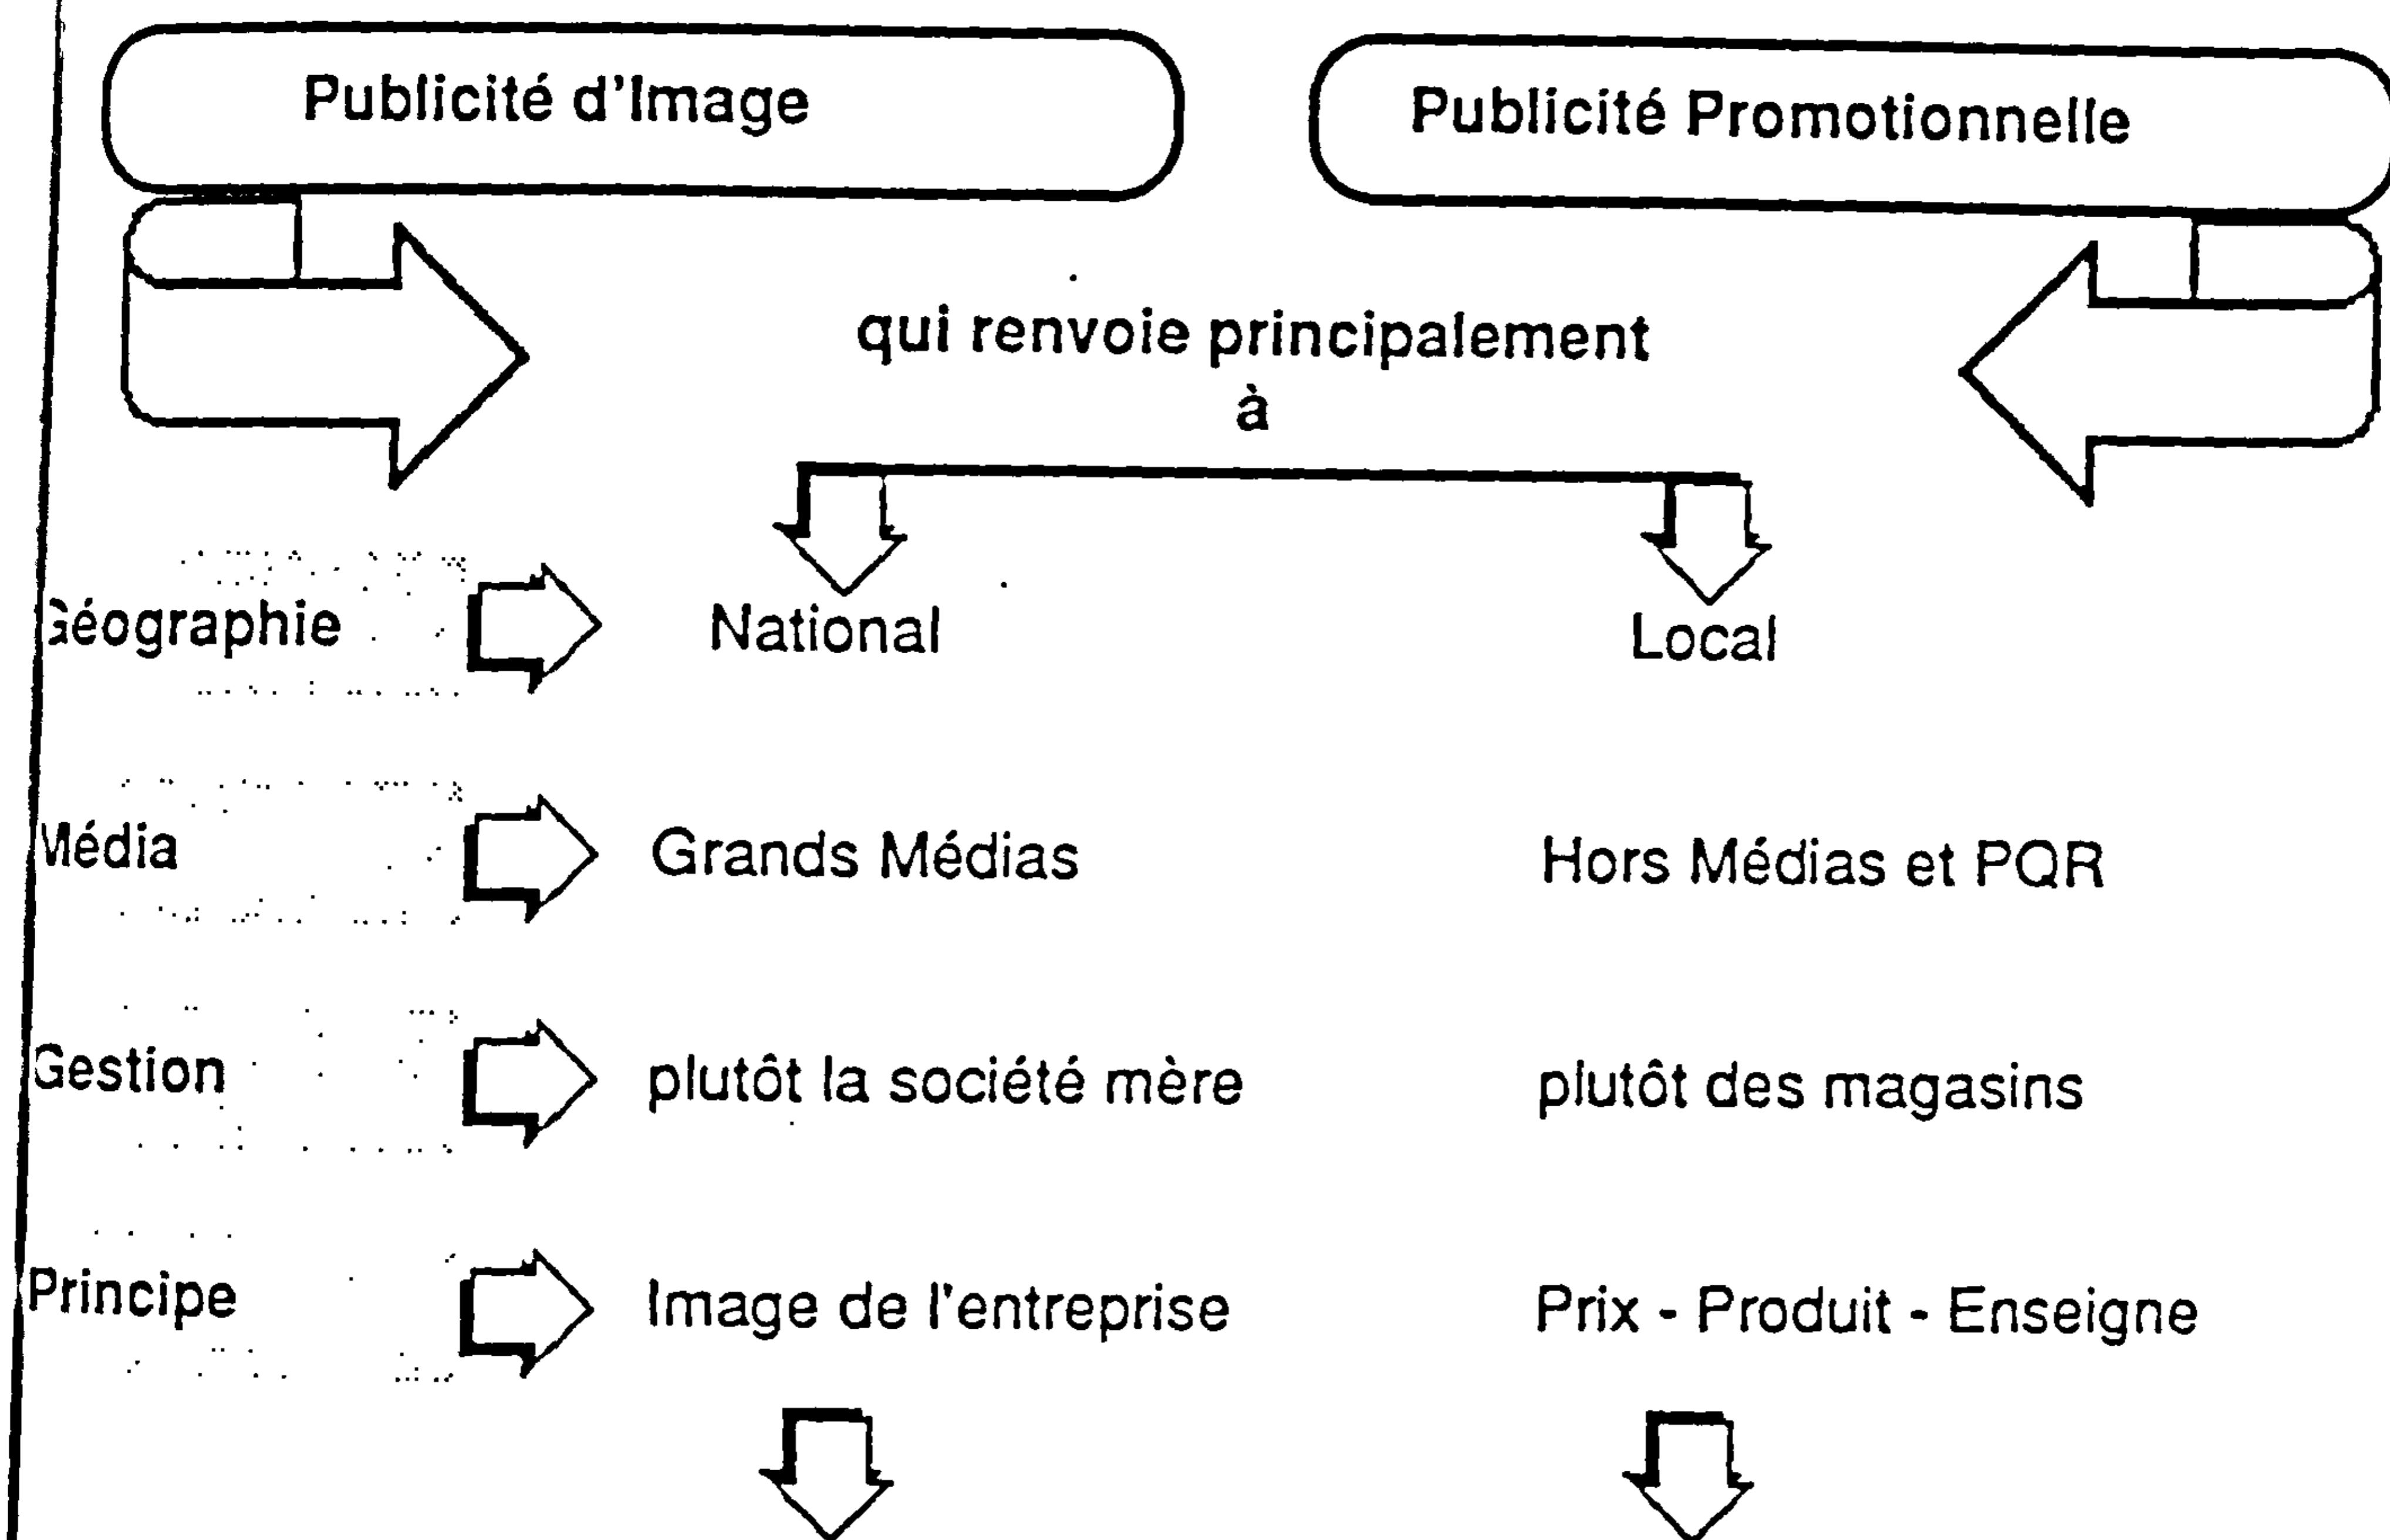 Publicité d'Image
Publicité Promotionnelle
qui renvoie principalement
à
Géographie National Local
Média Grands Médias Hors Médias et PQR
Gestion plutôt la société mère plutôt des magasins
Principe Image de l'entreprise Prix - Produit - Enseigne